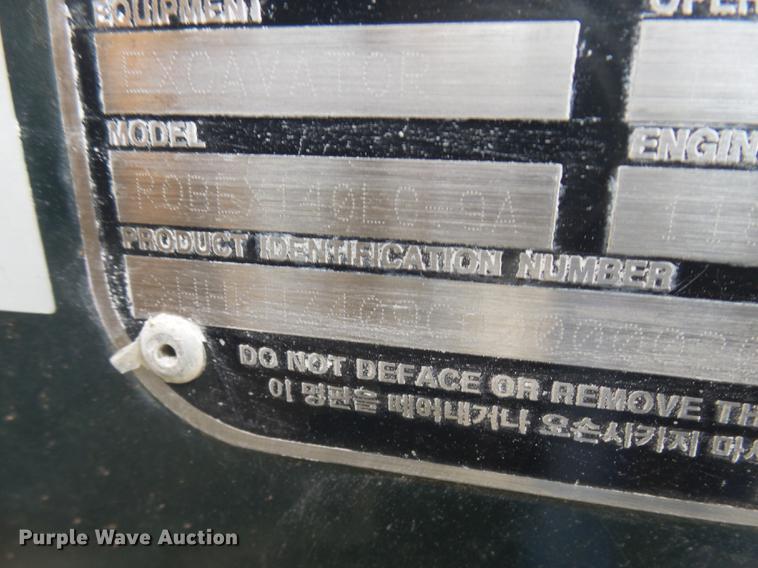 EQUIPMENT
EXCAVATOR
MODEL
ROBEX140LC-9A
ENGIN
PRODUCT IDENTIFICATION NUMBER
DO NOT DEFACE OR REMOVE TH
이 명판을 떼어내거나 오손시키지 마시
Purple Wave Auction